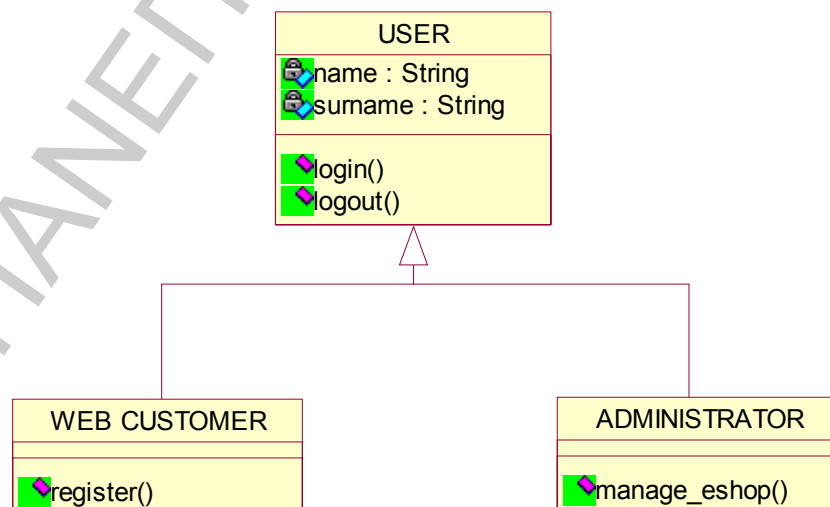 USER
name : String
surname : String
login()
logout()
WEB CUSTOMER
ADMINISTRATOR
register()
manage_eshop()